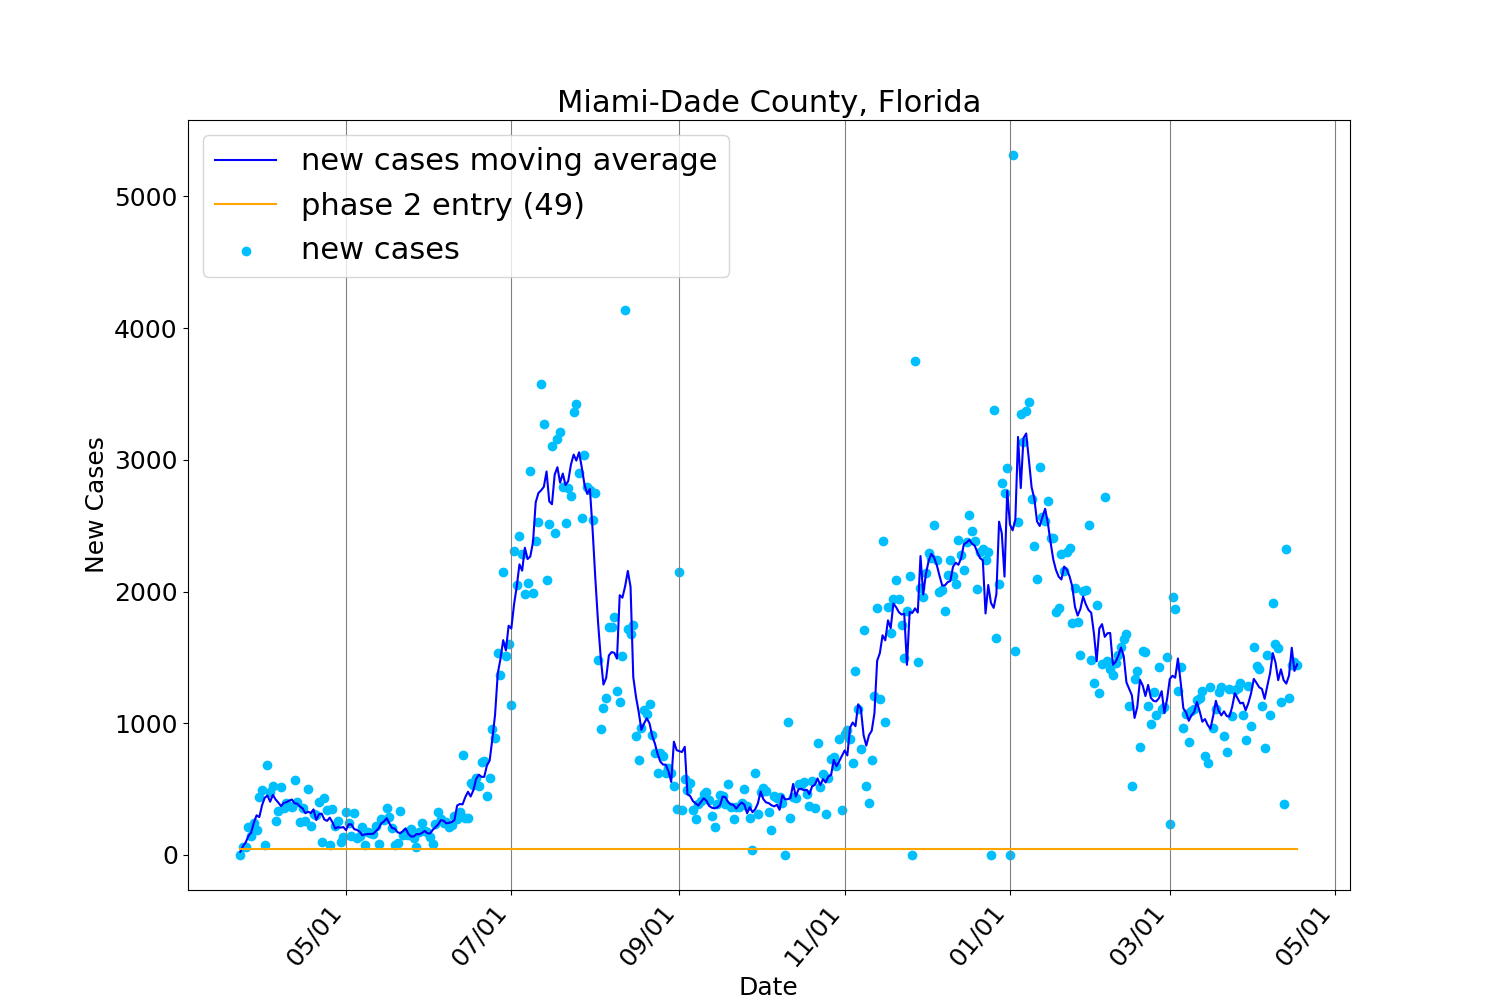 Miami-Dade County, Florida
new cases moving average
phase 2 entry (49)
new cases
New Cases
5000
4000
3000
2000
1000
0
05/01
07/01
09/01
11/01
01/01
03/01
05/01
Date